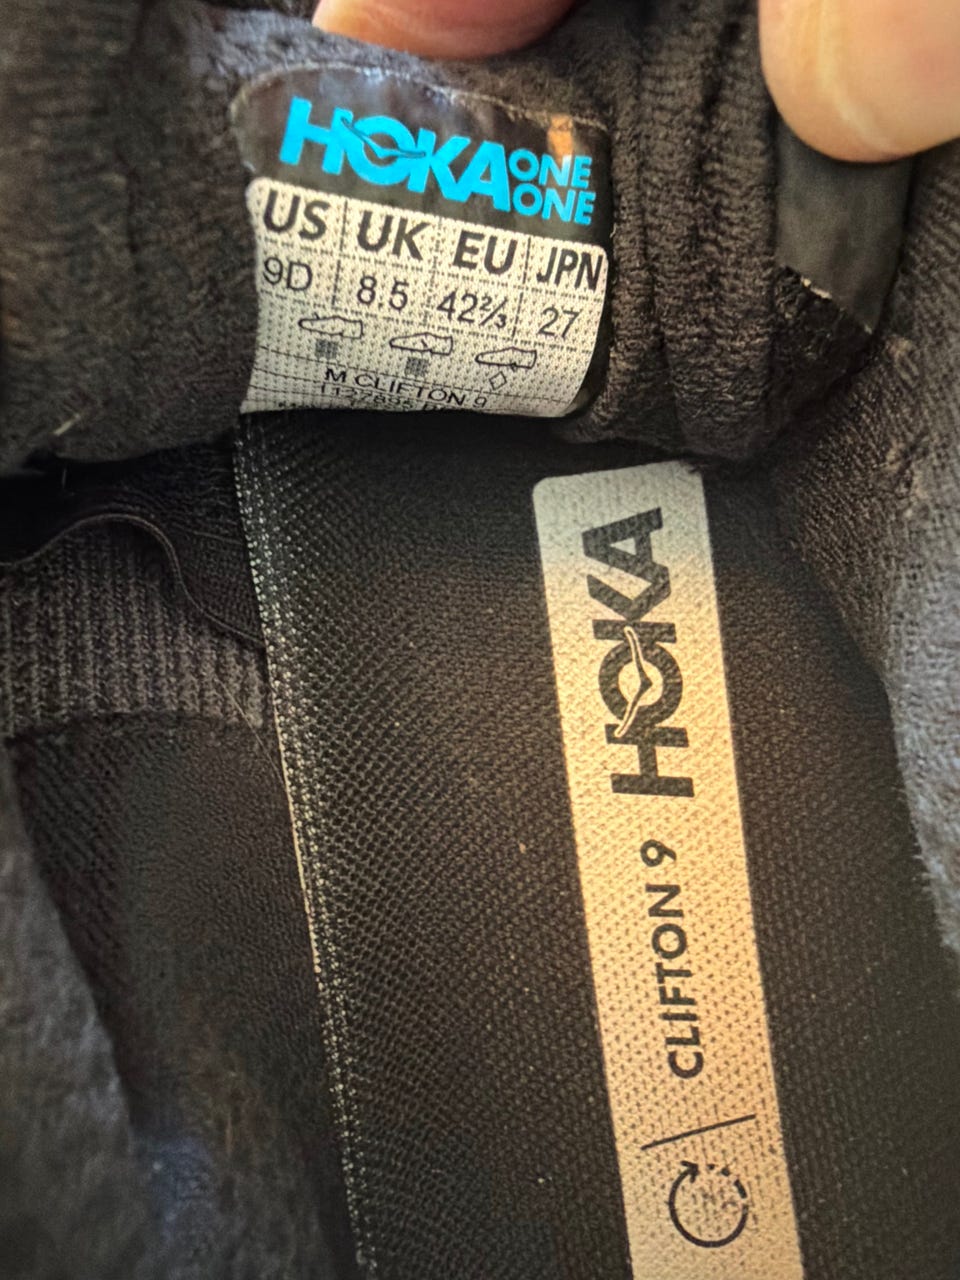 HOKA ONE ONE
US UK EU JPN
9D 8.5 42⅔ 27
M CLIFTON 9
HOKA
CLIFTON 9